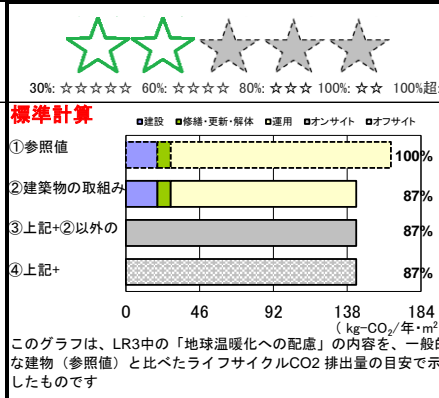 30%: ☆☆☆☆☆ 60%: ☆☆☆☆ 80%: ☆☆☆ 100%: ☆☆ 100%超:
標準計算
■建設 ■修繕・更新・解体 □運用 ■オンサイト □オフサイト
①参照値 100%
②建築物の取組み 87%
③上記+②以外の 87%
④上記+ 87%
0 46 92 138 184
( kg-CO₂/年・m²
このグラフは、LR3中の「地球温暖化への配慮」の内容を、一般的
な建物（参照値）と比べたライフサイクルCO2 排出量の目安で示
したものです